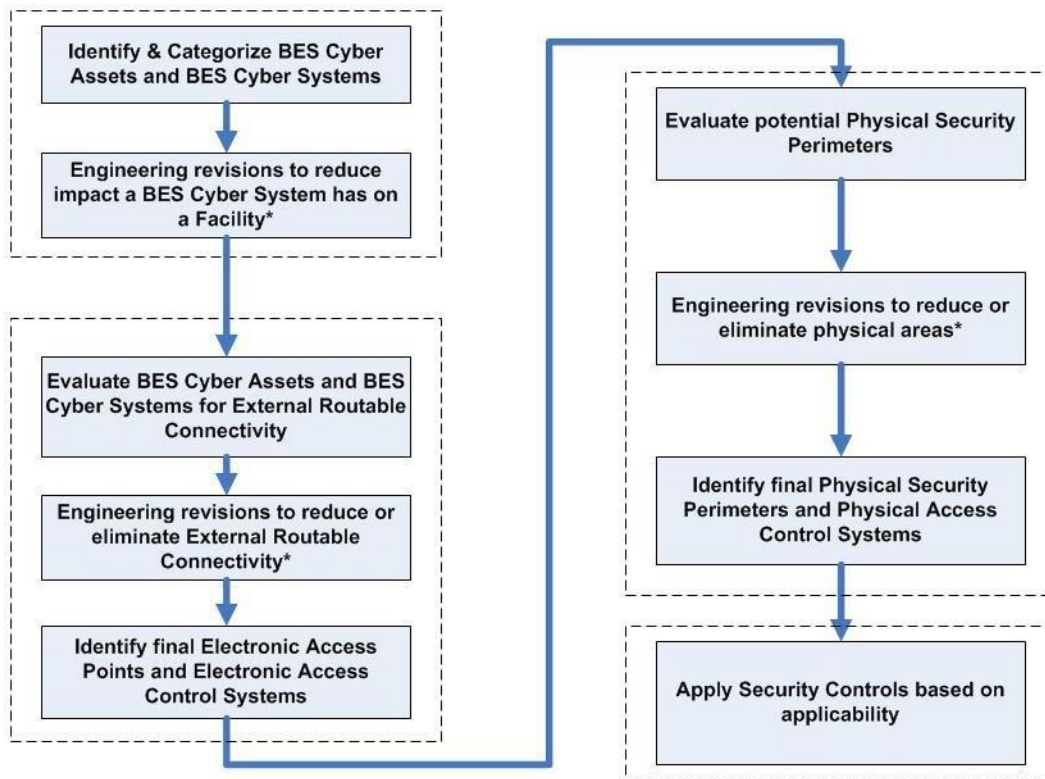 Identify & Categorize BES Cyber
Assets and BES Cyber Systems
Engineering revisions to reduce
impact a BES Cyber System has on
a Facility*
Evaluate BES Cyber Assets and BES
Cyber Systems for External Routable
Connectivity
Engineering revisions to reduce or
eliminate External Routable
Connectivity*
Identify final Electronic Access
Points and Electronic Access
Control Systems
Evaluate potential Physical Security
Perimeters
Engineering revisions to reduce or
eliminate physical areas*
Identify final Physical Security
Perimeters and Physical Access
Control Systems
Apply Security Controls based on
applicability